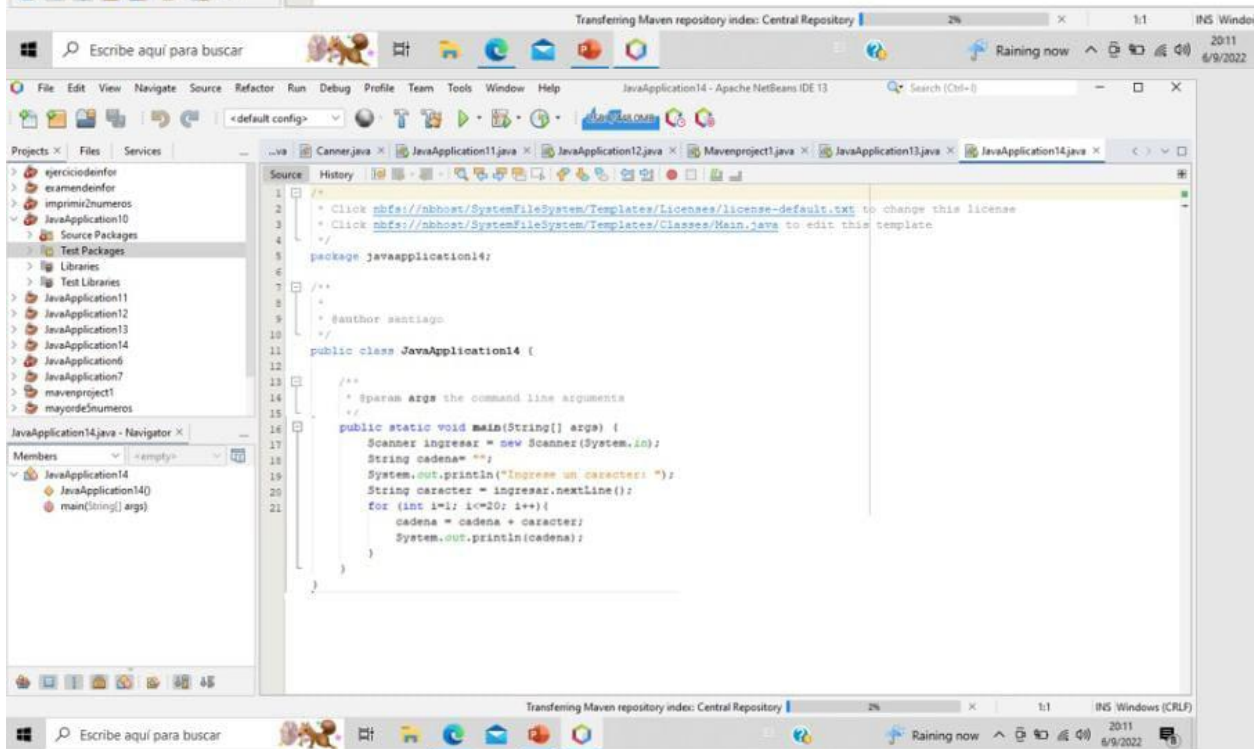 Transferring Maven repository index: Central Repository 2% 1:1 INS Window
Escribe aquí para buscar Raining now 20:11
6/9/2022
File Edit View Navigate Source Refactor Run Debug Profile Team Tools Window Help JavaApplication14 - Apache NetBeans IDE 13 Search (Ctrl+I)
<default config>
Projects Files Services
...va Canner.java JavaApplication11.java JavaApplication12.java Mavenproject1.java JavaApplication13.java JavaApplication14.java
Source History
ejerciciodeinfor
examendeinfor
imprimir2numeros
JavaApplication10
Source Packages
Test Packages
Libraries
Test Libraries
JavaApplication11
JavaApplication12
JavaApplication13
JavaApplication14
JavaApplication6
JavaApplication7
mavenproject1
mayorde5numeros
JavaApplication14.java - Navigator
Members <empty>
JavaApplication14
JavaApplication14()
main(String[] args)
1 /*
2 * Click nbfs://nbhost/SystemFileSystem/Templates/Licenses/license-default.txt to change this license
3 * Click nbfs://nbhost/SystemFileSystem/Templates/Classes/Main.java to edit this template
4 */
5 package javaapplication14;
6
7 /**
8 *
9 * @author santiago
10 */
11 public class JavaApplication14 {
12
13 /**
14 * @param args the command line arguments
15 */
16 public static void main(String[] args) {
17 Scanner ingresar = new Scanner(System.in);
18 String cadena= "";
19 System.out.println("Ingrese un caracter: ");
20 String caracter = ingresar.nextLine();
21 for (int i=1; i<=20; i++){
cadena = cadena + caracter;
System.out.println(cadena);
}
}
}
Transferring Maven repository index: Central Repository 2% 1:1 INS Windows (CRLF)
Escribe aquí para buscar Raining now 20:11
6/9/2022